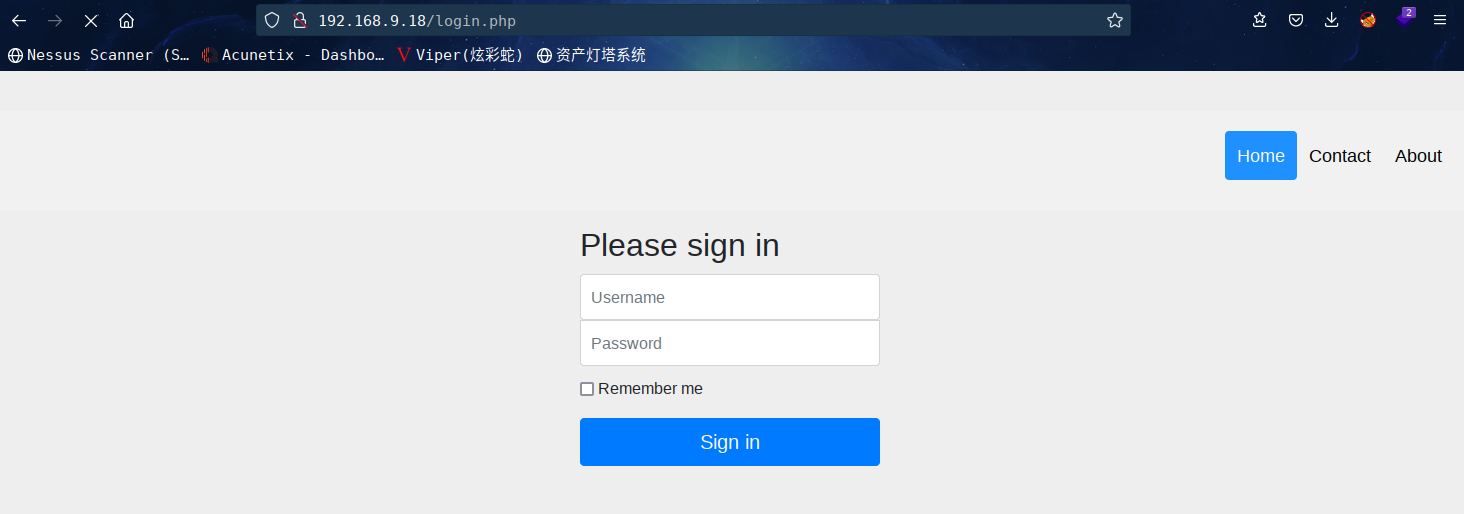 192.168.9.18/login.php
2
Nessus Scanner (S… Acunetix - Dashbo… Viper(炫彩蛇) 资产灯塔系统
Home Contact About
Please sign in
Username
Password
Remember me
Sign in